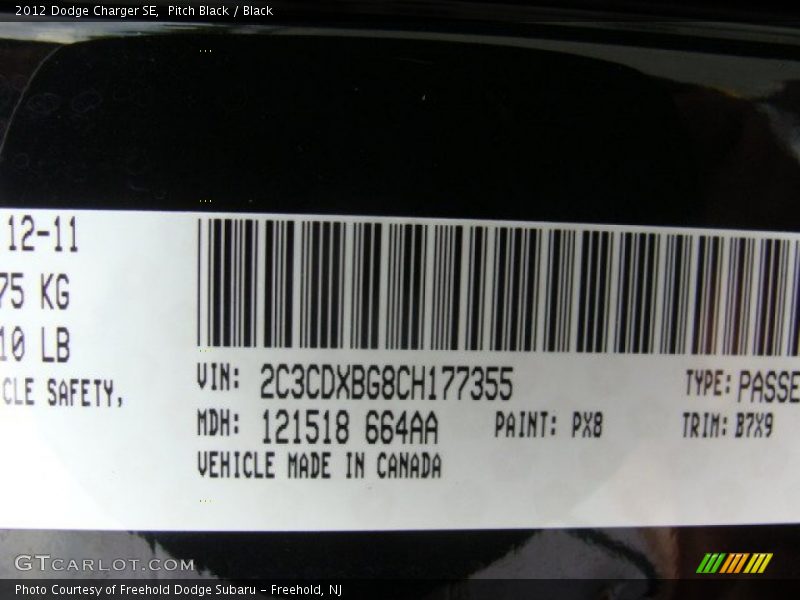 2012 Dodge Charger SE, Pitch Black / Black
12-11
75 KG
10 LB
CLE SAFETY,
VIN: 2C3CDXBG8CH177355
TYPE: PASSE
MDH: 121518 664AA
PAINT: PX8
TRIM: B7X9
VEHICLE MADE IN CANADA
GTCARLOT.COM
Photo Courtesy of Freehold Dodge Subaru - Freehold, NJ